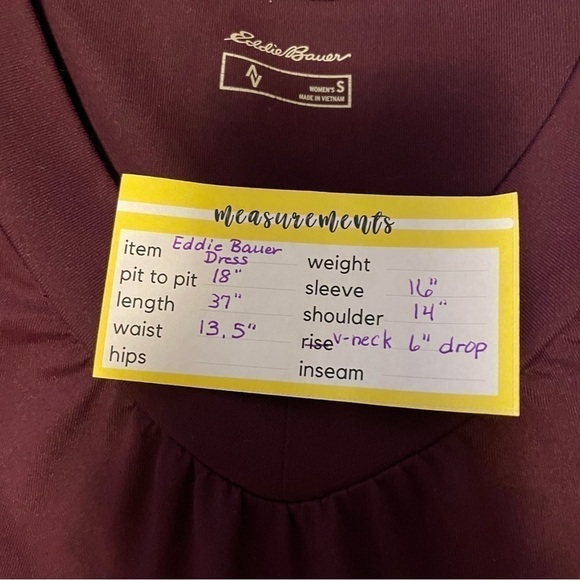 Eddie Bauer
WOMEN'S S
MADE IN VIETNAM
measurements
item Eddie Bauer
Dress
pit to pit 18"
length 37"
waist 13.5"
hips
weight
sleeve 16"
shoulder 14"
rise V-neck 6" drop
inseam